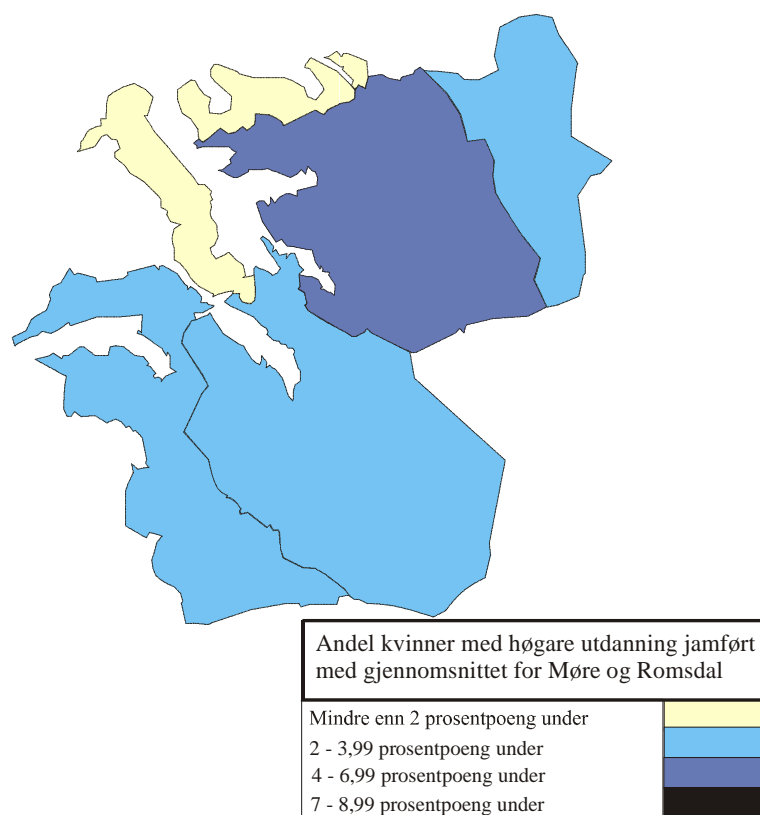 Andel kvinner med høgare utdanning jamført
med gjennomsnittet for Møre og Romsdal
Mindre enn 2 prosentpoeng under
2 - 3,99 prosentpoeng under
4 - 6,99 prosentpoeng under
7 - 8,99 prosentpoeng under